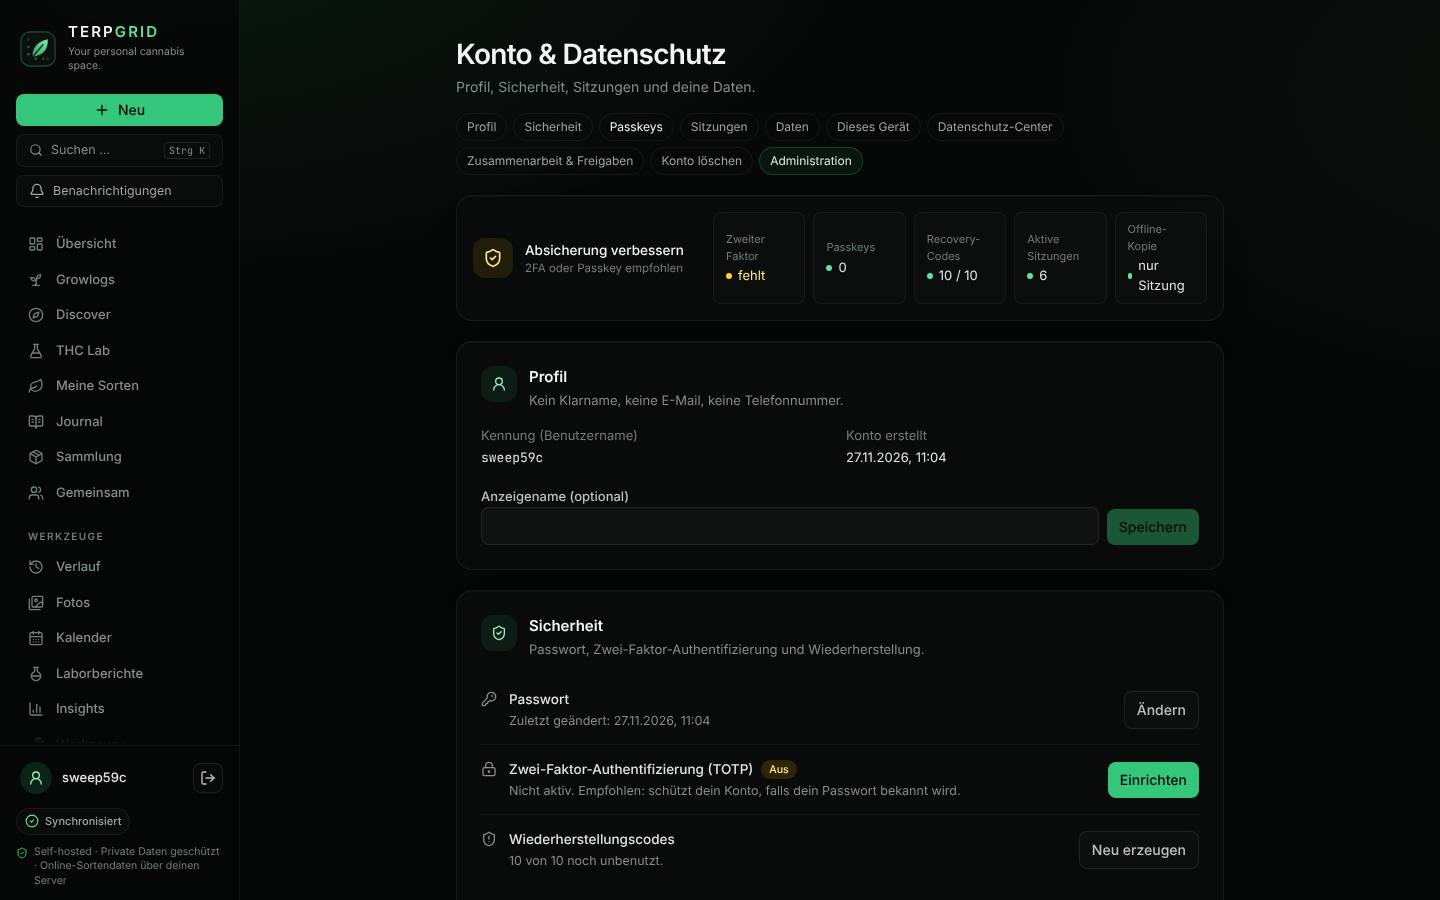 TERPGRID
Your personal cannabis
space.
Neu
Suchen ... Strg K
Benachrichtigungen
Übersicht
Growlogs
Discover
THC Lab
Meine Sorten
Journal
Sammlung
Gemeinsam
WERKZEUGE
Verlauf
Fotos
Kalender
Laborberichte
Insights
sweep59c
Synchronisiert
Self-hosted · Private Daten geschützt
· Online-Sortendaten über deinen
Server
Konto & Datenschutz
Profil, Sicherheit, Sitzungen und deine Daten.
Profil Sicherheit Passkeys Sitzungen Daten Dieses Gerät Datenschutz-Center
Zusammenarbeit & Freigaben Konto löschen Administration
Absicherung verbessern
2FA oder Passkey empfohlen
Zweiter
Faktor
fehlt
Passkeys
0
Recovery-
Codes
10 / 10
Aktive
Sitzungen
6
Offline-
Kopie
nur
Sitzung
Profil
Kein Klarname, keine E-Mail, keine Telefonnummer.
Kennung (Benutzername)
sweep59c
Konto erstellt
27.11.2026, 11:04
Anzeigename (optional)
Speichern
Sicherheit
Passwort, Zwei-Faktor-Authentifizierung und Wiederherstellung.
Passwort
Zuletzt geändert: 27.11.2026, 11:04
Ändern
Zwei-Faktor-Authentifizierung (TOTP) Aus
Nicht aktiv. Empfohlen: schützt dein Konto, falls dein Passwort bekannt wird.
Einrichten
Wiederherstellungscodes
10 von 10 noch unbenutzt.
Neu erzeugen